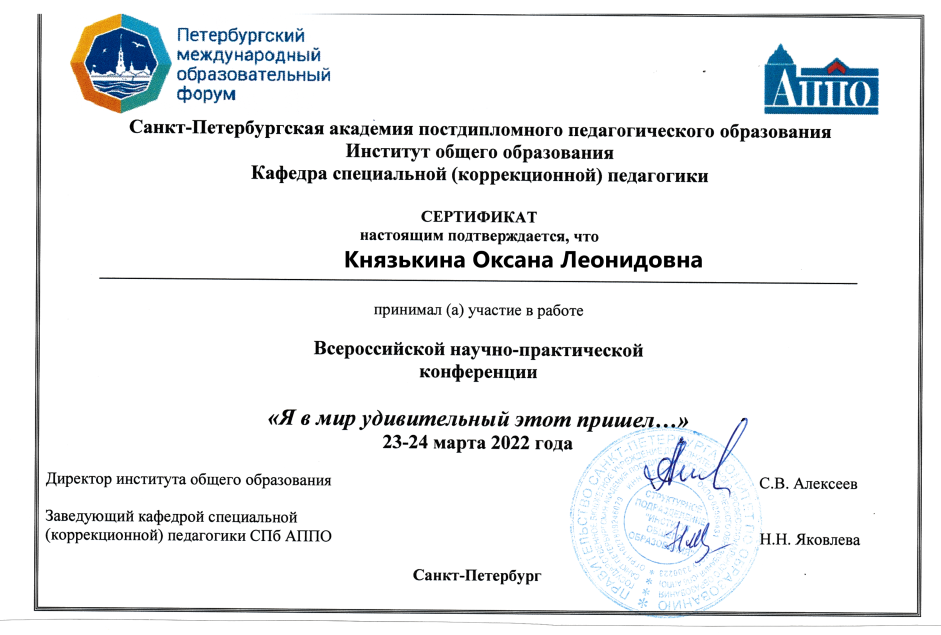 Петербургский
международный
образовательный
форум
АППО
Санкт-Петербургская академия постдипломного педагогического образования
Институт общего образования
Кафедра специальной (коррекционной) педагогики
СЕРТИФИКАТ
настоящим подтверждается, что
Князькина Оксана Леонидовна
принимал (а) участие в работе
Всероссийской научно-практической
конференции
«Я в мир удивительный этот пришел…»
23-24 марта 2022 года
Директор института общего образования
С.В. Алексеев
Заведующий кафедрой специальной
(коррекционной) педагогики СПб АППО
Н.Н. Яковлева
Санкт-Петербург